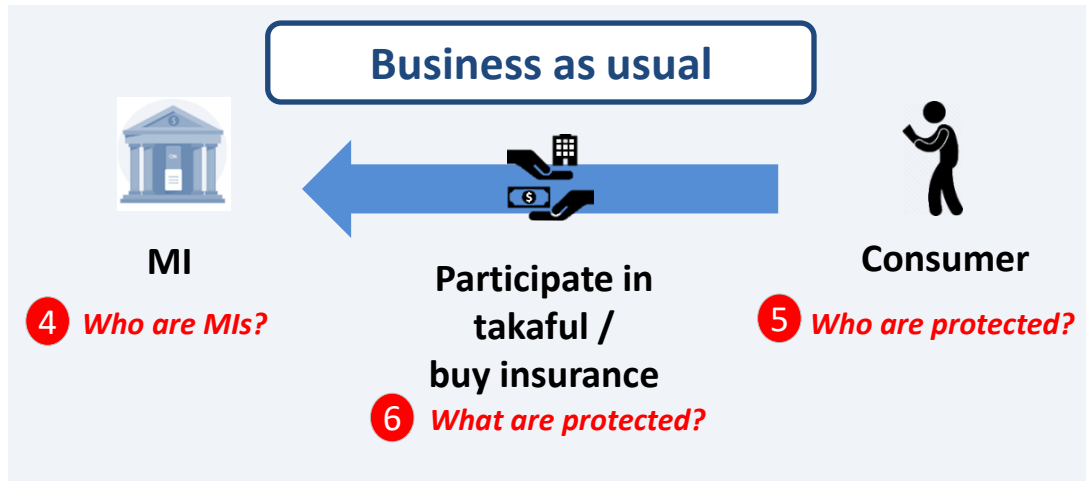 Business as usual
MI
Consumer
Participate in
takaful /
buy insurance
4 Who are MIs?
5 Who are protected?
6 What are protected?